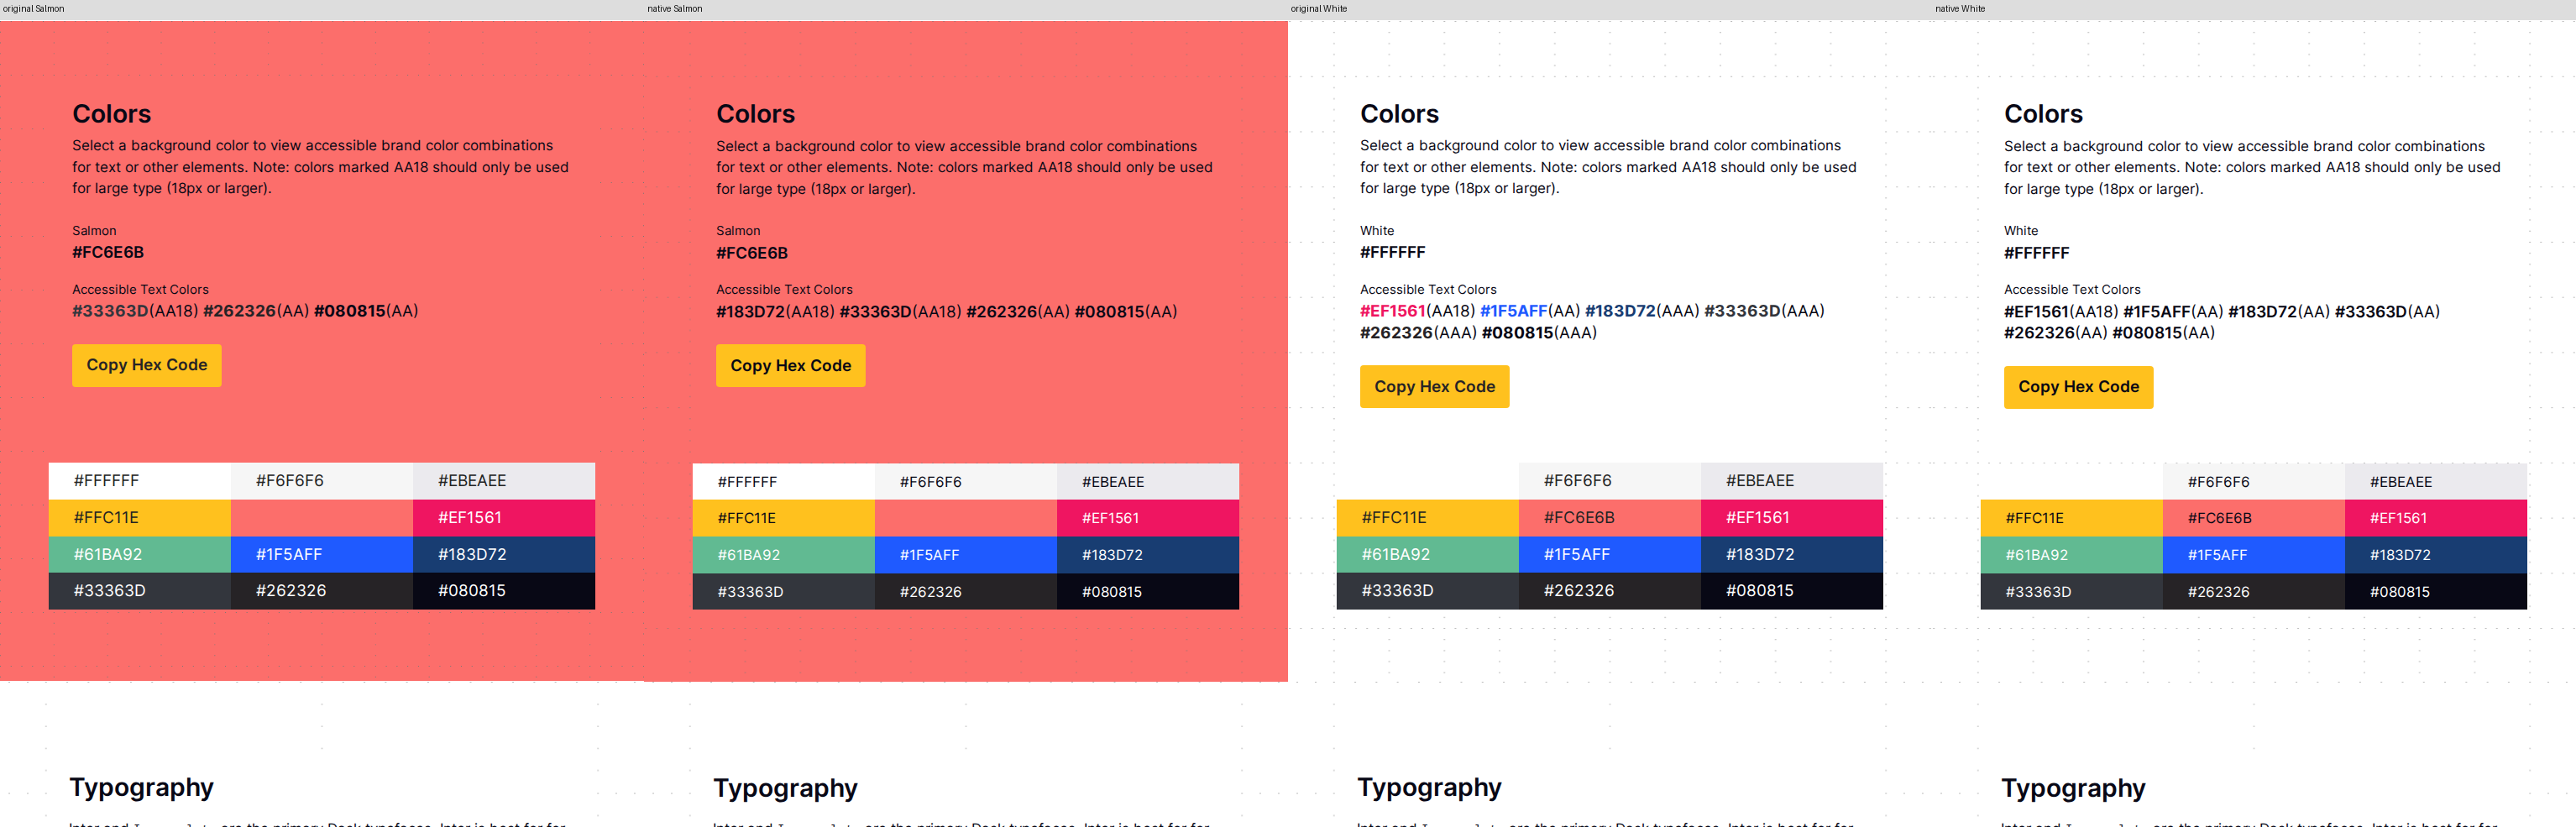 original Salmon
Colors
Select a background color to view accessible brand color combinations
for text or other elements. Note: colors marked AA18 should only be used
for large type (18px or larger).
Salmon
#FC6E6B
Accessible Text Colors
#33363D(AA18) #262326(AA) #080815(AA)
Copy Hex Code
#FFFFFF #F6F6F6 #EBEAEE
#FFC11E #EF1561
#61BA92 #1F5AFF #183D72
#33363D #262326 #080815
Typography
native Salmon
Colors
Select a background color to view accessible brand color combinations
for text or other elements. Note: colors marked AA18 should only be used
for large type (18px or larger).
Salmon
#FC6E6B
Accessible Text Colors
#183D72(AA18) #33363D(AA18) #262326(AA) #080815(AA)
Copy Hex Code
#FFFFFF #F6F6F6 #EBEAEE
#FFC11E #EF1561
#61BA92 #1F5AFF #183D72
#33363D #262326 #080815
Typography
original White
Colors
Select a background color to view accessible brand color combinations
for text or other elements. Note: colors marked AA18 should only be used
for large type (18px or larger).
White
#FFFFFF
Accessible Text Colors
#EF1561(AA18) #1F5AFF(AA) #183D72(AAA) #33363D(AAA)
#262326(AAA) #080815(AAA)
Copy Hex Code
#F6F6F6 #EBEAEE
#FFC11E #FC6E6B #EF1561
#61BA92 #1F5AFF #183D72
#33363D #262326 #080815
Typography
native White
Colors
Select a background color to view accessible brand color combinations
for text or other elements. Note: colors marked AA18 should only be used
for large type (18px or larger).
White
#FFFFFF
Accessible Text Colors
#EF1561(AA18) #1F5AFF(AA) #183D72(AA) #33363D(AA)
#262326(AA) #080815(AA)
Copy Hex Code
#F6F6F6 #EBEAEE
#FFC11E #FC6E6B #EF1561
#61BA92 #1F5AFF #183D72
#33363D #262326 #080815
Typography